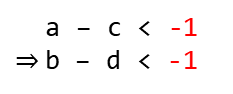 a – c < -1
⇒ b – d < -1